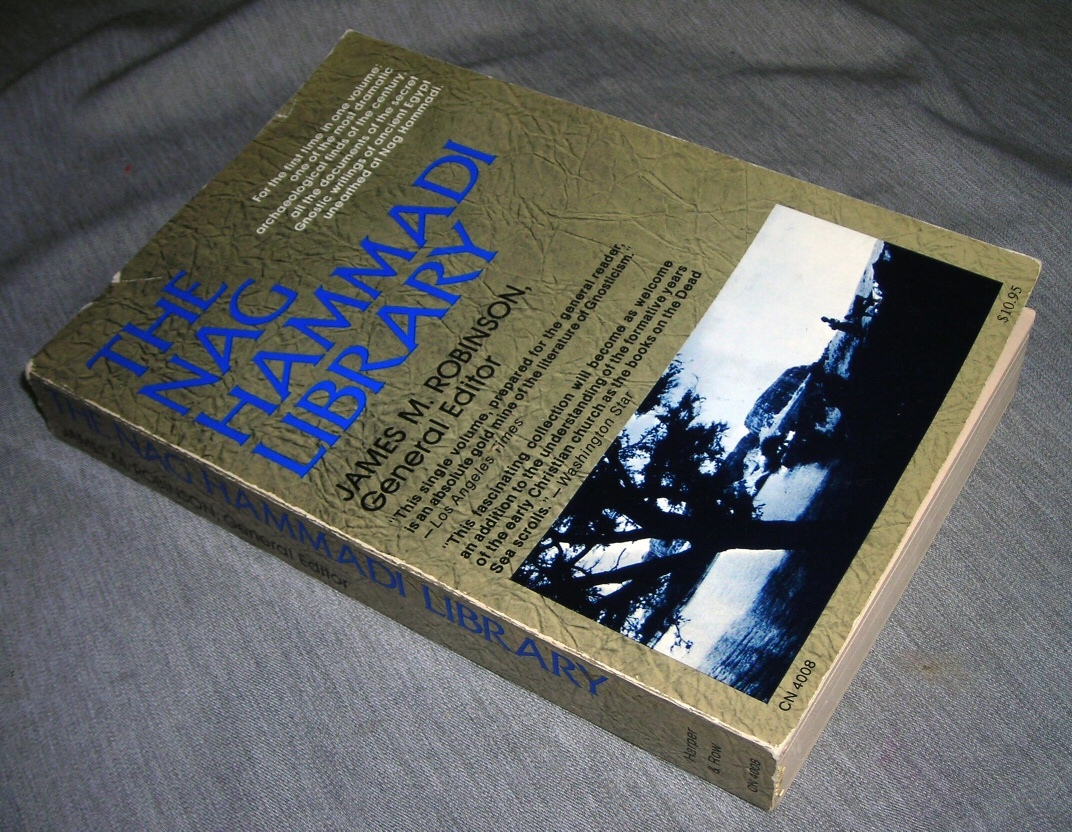 For the first time in one volume:
one of the most dramatic
archaeological finds of the century,
all the documents of the secret
Gnostic writings of ancient Egypt
unearthed at Nag Hammadi.
THE
NAG
HAMMADI
LIBRARY
JAMES M. ROBINSON,
General Editor
"This single volume, prepared for the general reader,
is an absolute gold mine of the literature of Gnosticism."
—Los Angeles Times
"This fascinating collection will become as welcome
an addition to the understanding of the formative years
of the early Christian church as the books on the Dead
Sea scrolls." —Washington Star
$10.95
CN 4008
THE NAG HAMMADI LIBRARY
JAMES M. ROBINSON, General Editor
Harper
& Row
CN 4008